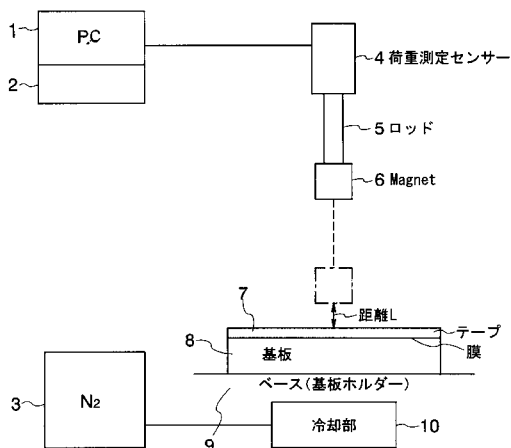 1
P.C
2
4 荷重測定センサー
5 ロッド
6 Magnet
距離L
7
テープ
膜
8
基板
ベース(基板ホルダー)
3
N2
9
冷却部
10